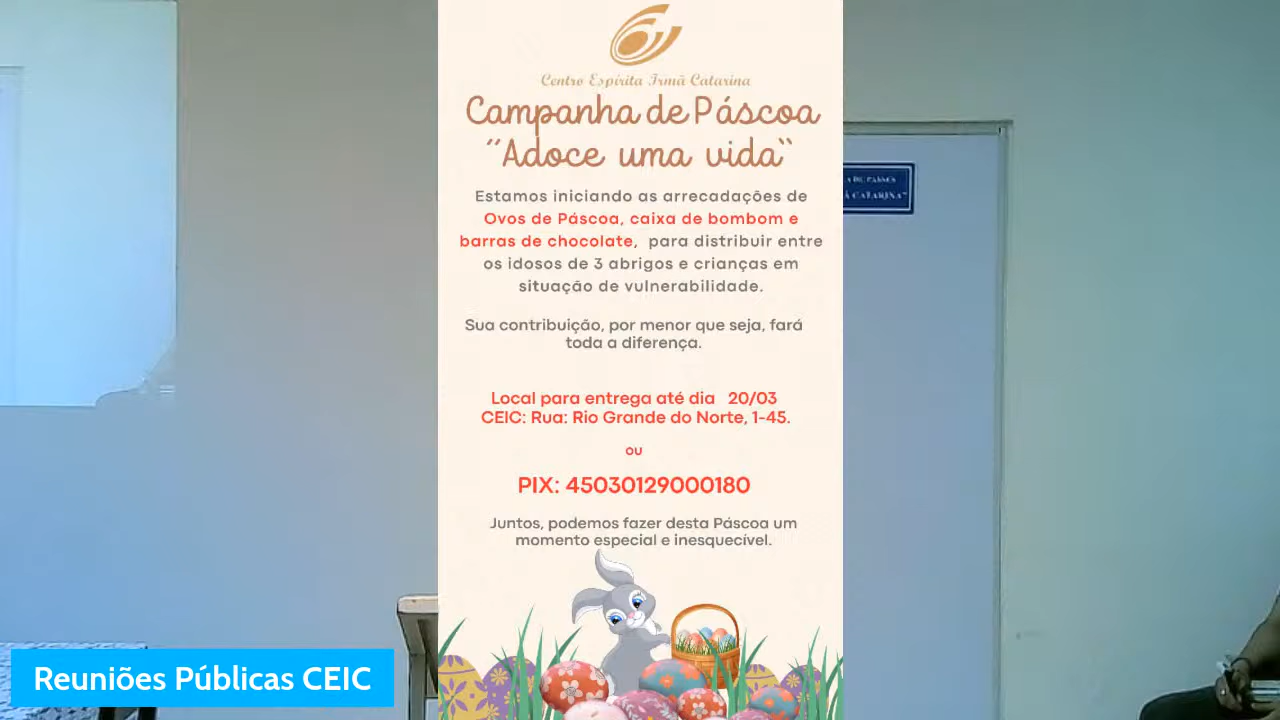 Centro Espírita Irmã Catarina
Campanha de Páscoa
"Adoce uma vida"
Estamos iniciando as arrecadações de
Ovos de Páscoa, caixa de bombom e
barras de chocolate, para distribuir entre
os idosos de 3 abrigos e crianças em
situação de vulnerabilidade.
Sua contribuição, por menor que seja, fará
toda a diferença.
Local para entrega até dia 20/03
CEIC: Rua: Rio Grande do Norte, 1-45.
ou
PIX: 45030129000180
Juntos, podemos fazer desta Páscoa um
momento especial e inesquecível.
A DE PASSES
Ã CATARINA"
Reuniões Públicas CEIC